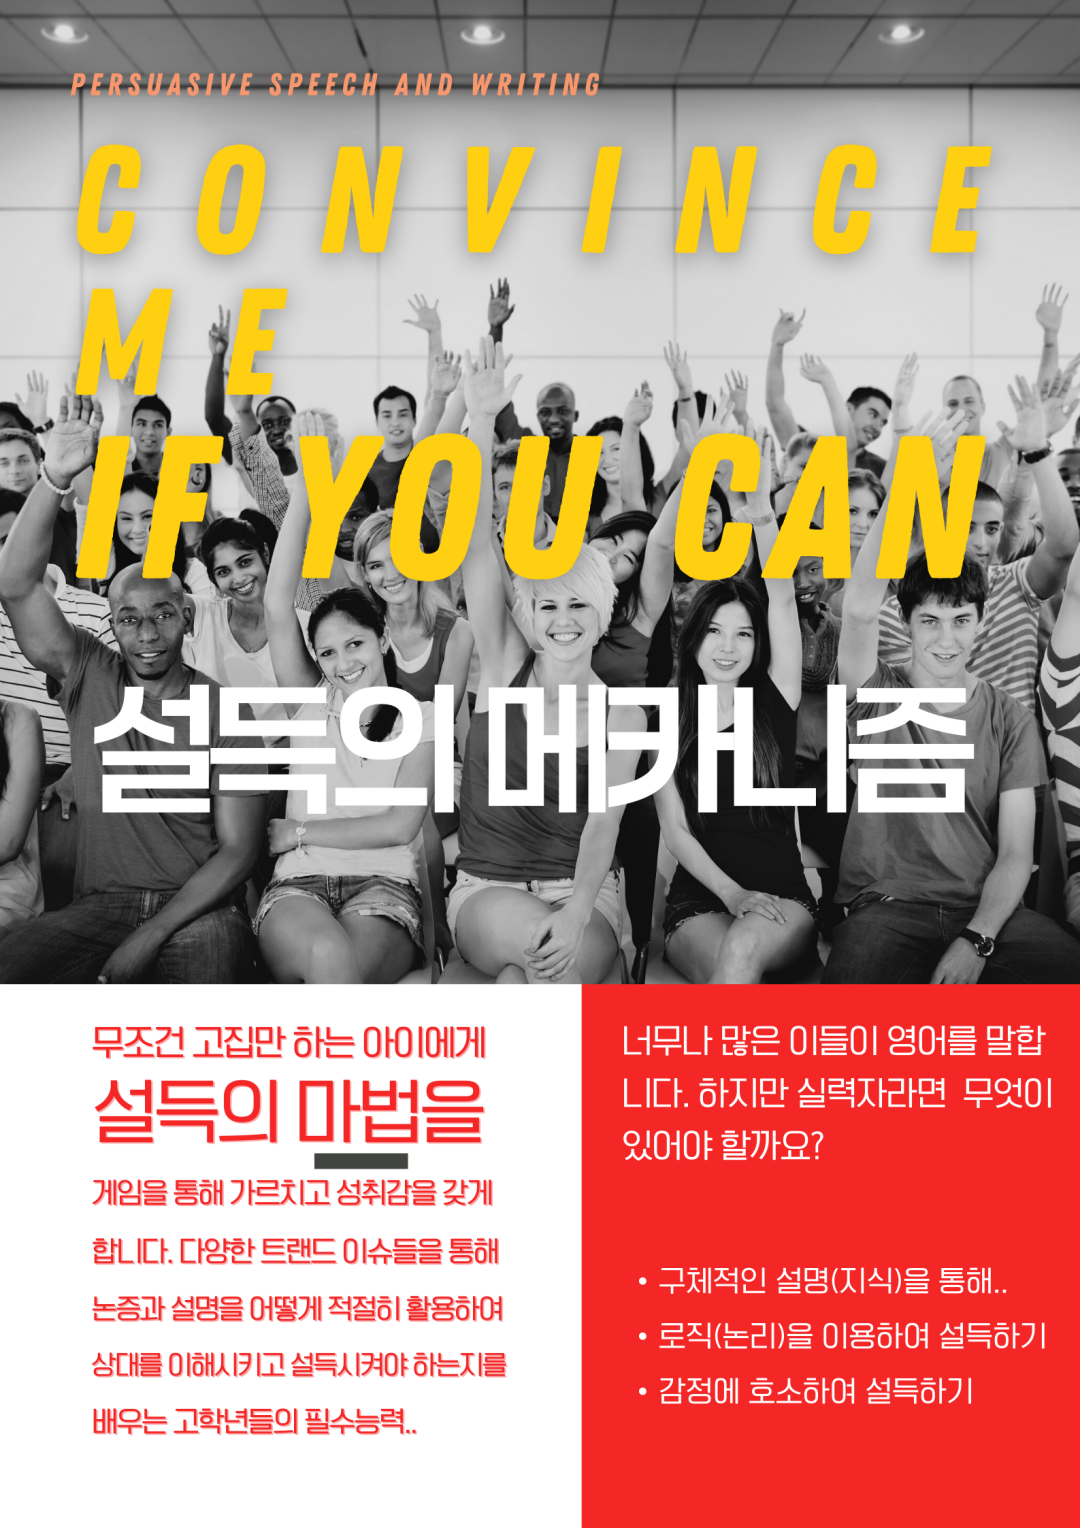 PERSUASIVE SPEECH AND WRITING
CONVINCE
ME
IF YOU CAN
설득의 메카니즘
무조건 고집만 하는 아이에게
설득의 마법을
게임을 통해 가르치고 성취감을 갖게
합니다. 다양한 트랜드 이슈들을 통해
논증과 설명을 어떻게 적절히 활용하여
상대를 이해시키고 설득시켜야 하는지를
배우는 고학년들의 필수능력..
너무나 많은 이들이 영어를 말합
니다. 하지만 실력자라면 무엇이
있어야 할까요?
• 구체적인 설명(지식)을 통해..
• 로직(논리)을 이용하여 설득하기
• 감정에 호소하여 설득하기